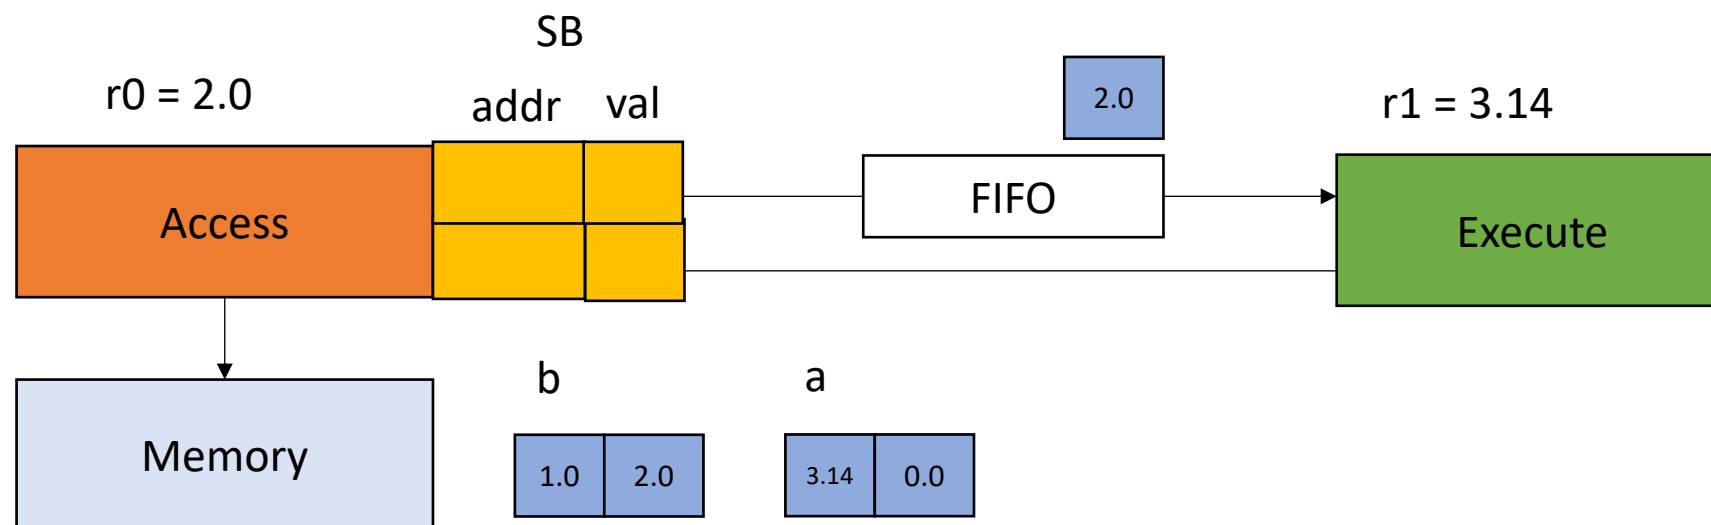 SB
r0 = 2.0
addr
val
2.0
r1 = 3.14
Access
FIFO
Execute
b
a
Memory
1.0
2.0
3.14
0.0